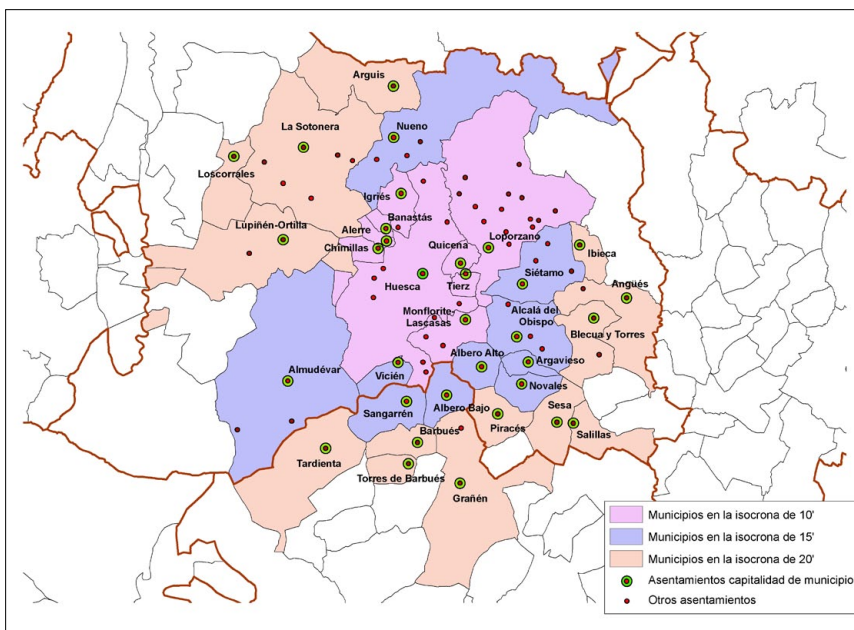 Arguis
La Sotonera
Nueno
Loscorrales
Igriés
Banastás
Lupiñén-Ortilla
Alerre
Chimillas
Quicena
Loporzano
Ibieca
Siétamo
Huesca
Tierz
Angüés
Monflorite-
Lascasas
Alcalá del
Obispo
Blecua y Torres
Albero Alto
Argavieso
Almudévar
Vicién
Novales
Sangarrén
Albero Bajo
Sesa
Piracés
Salillas
Barbués
Tardienta
Torres de Barbués
Grañén
Municipios en la isocrona de 10'
Municipios en la isocrona de 15'
Municipios en la isocrona de 20'
Asentamientos capitalidad de municipio
Otros asentamientos